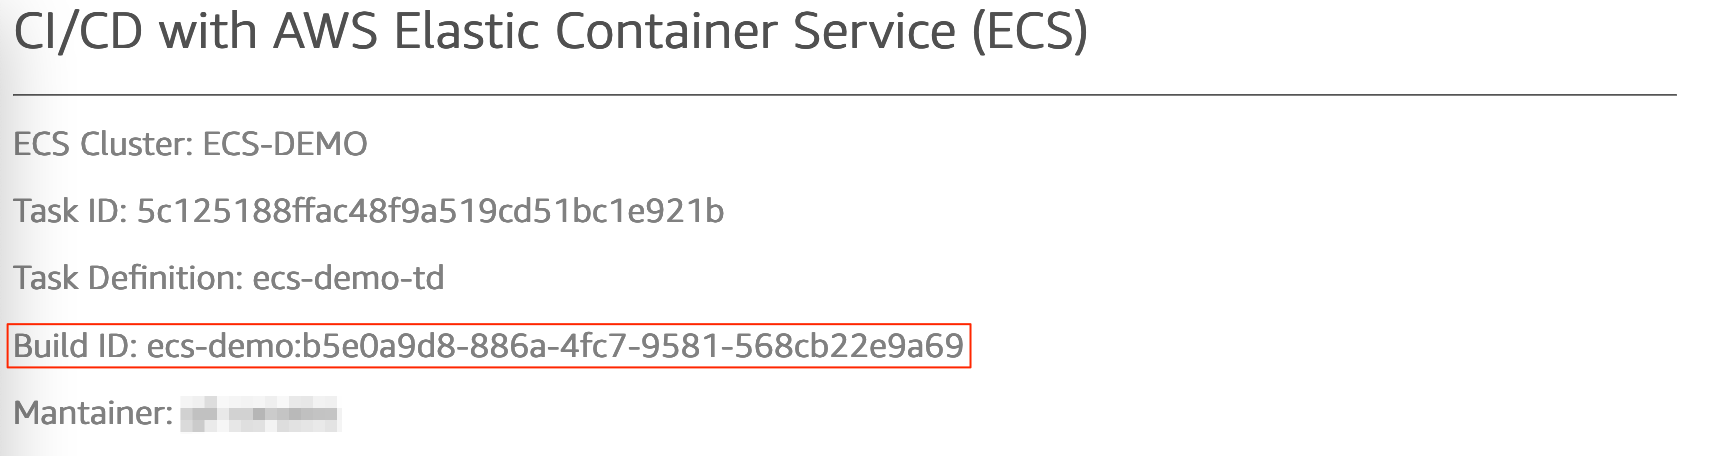 CI/CD with AWS Elastic Container Service (ECS)
ECS Cluster: ECS-DEMO
Task ID: 5c125188ffac48f9a519cd51bc1e921b
Task Definition: ecs-demo-td
Build ID: ecs-demo:b5e0a9d8-886a-4fc7-9581-568cb22e9a69
Mantainer: